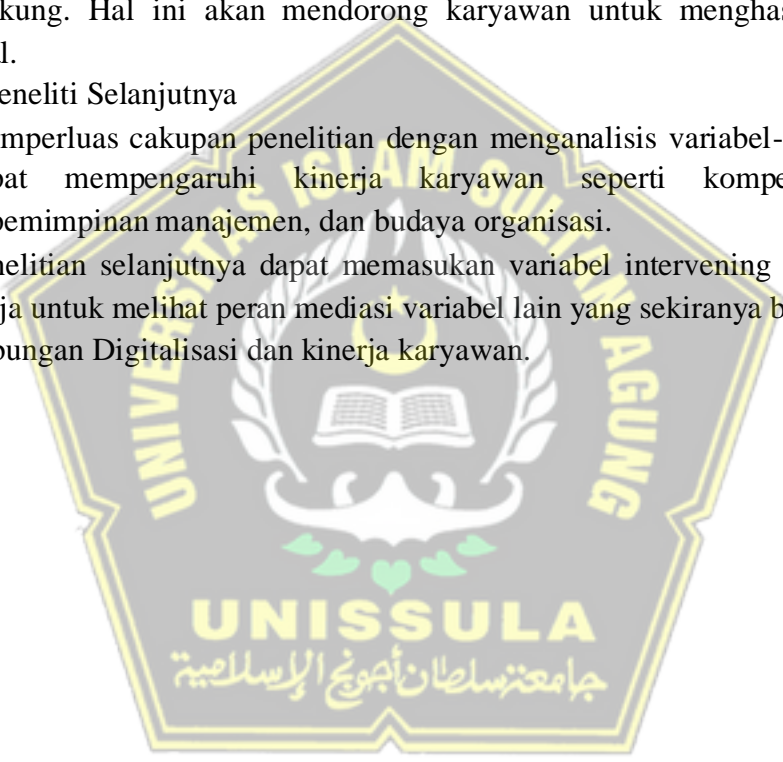 kung. Hal ini akan mendorong karyawan untuk menghas
l.
eneliti Selanjutnya
mperluas cakupan penelitian dengan menganalisis variabel-
pat mempengaruhi kinerja karyawan seperti kompe
pemimpinan manajemen, dan budaya organisasi.
nelitian selanjutnya dapat memasukan variabel intervening
ja untuk melihat peran mediasi variabel lain yang sekiranya b
bungan Digitalisasi dan kinerja karyawan.
UNIVERSITAS ISLAM SULTAN AGUNG
UNISSULA
جامعة سلطان أجونج الإسلامية